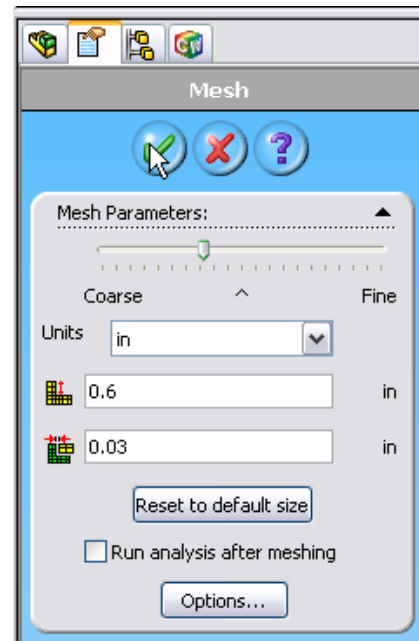 Mesh
?
Mesh Parameters:
Coarse ^ Fine
Units in
0.6 in
0.03 in
Reset to default size
Run analysis after meshing
Options...